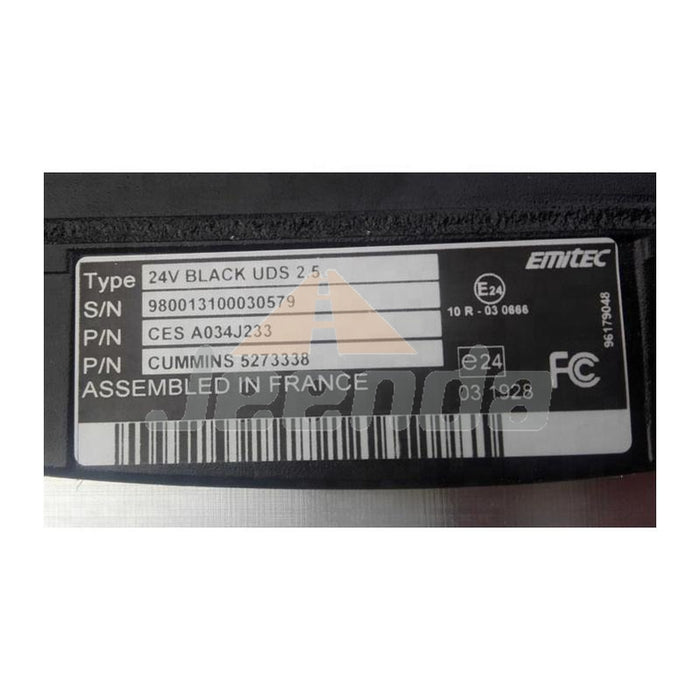 EMITEC
Type 24V BLACK UDS 2.5
S/N 980013100030579
P/N CES A034J233
P/N CUMMINS 5273338
ASSEMBLED IN FRANCE
E24
10 R - 03 0666
e24
03 1928
FC
96179048
Jeenda